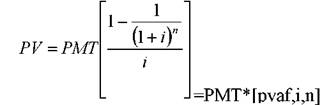 PV = PMT[(1 - 1/(1 + i)^n)/i]=PMT*[pvaf,i,n]